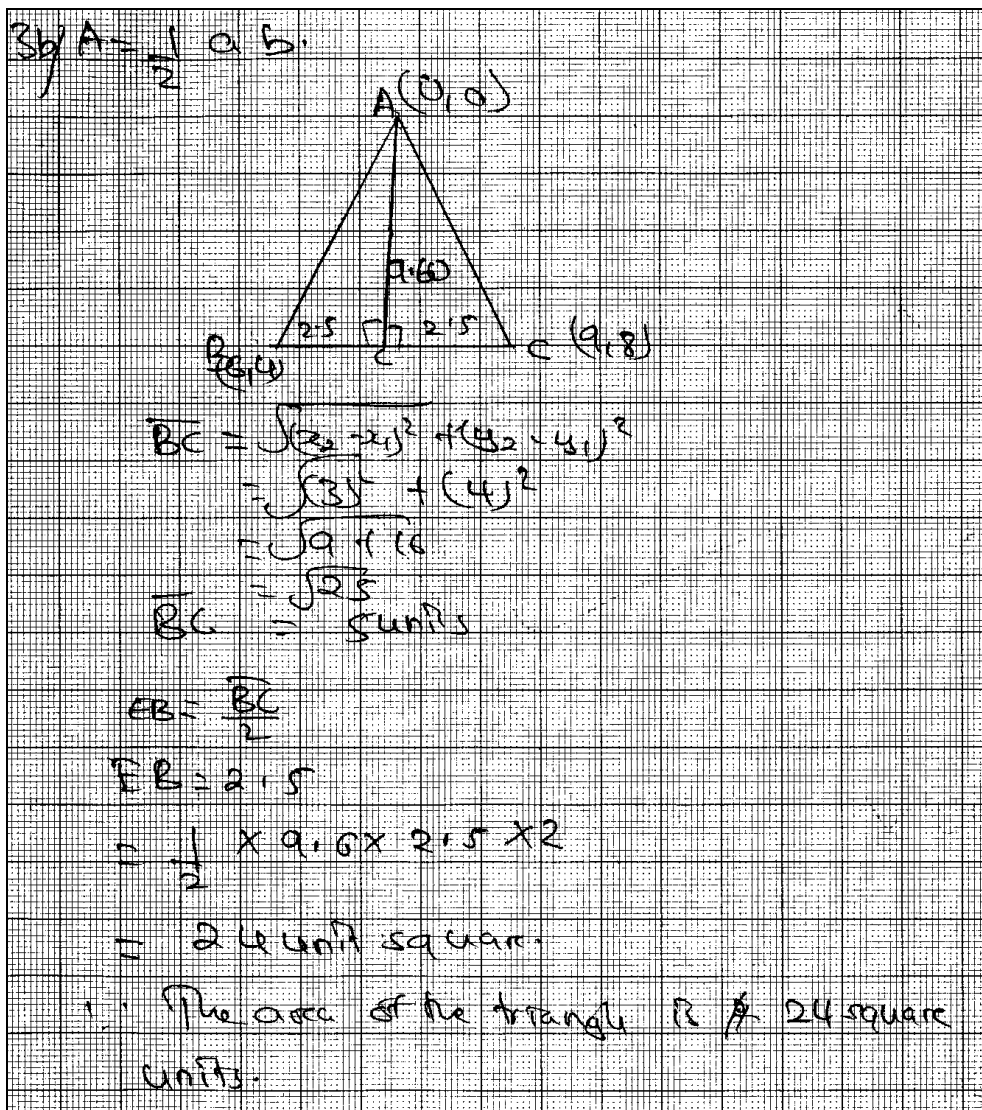 3b/ A = 1/2 a b.
A(0,0)
9.60
2.5 2.5
B(6,4) C C (9,8)
BC = √(x₂ - x₁)² + (y₂ - y₁)²
= √(3)² + (4)²
= √9 + 16
= √25
BC = 5 units
EB = BC/2
EB = 2.5
= 1/2 × 9.6 × 2.5 × 2
= 24 unit square.
∴ The area of the triangle is 24 square
units.